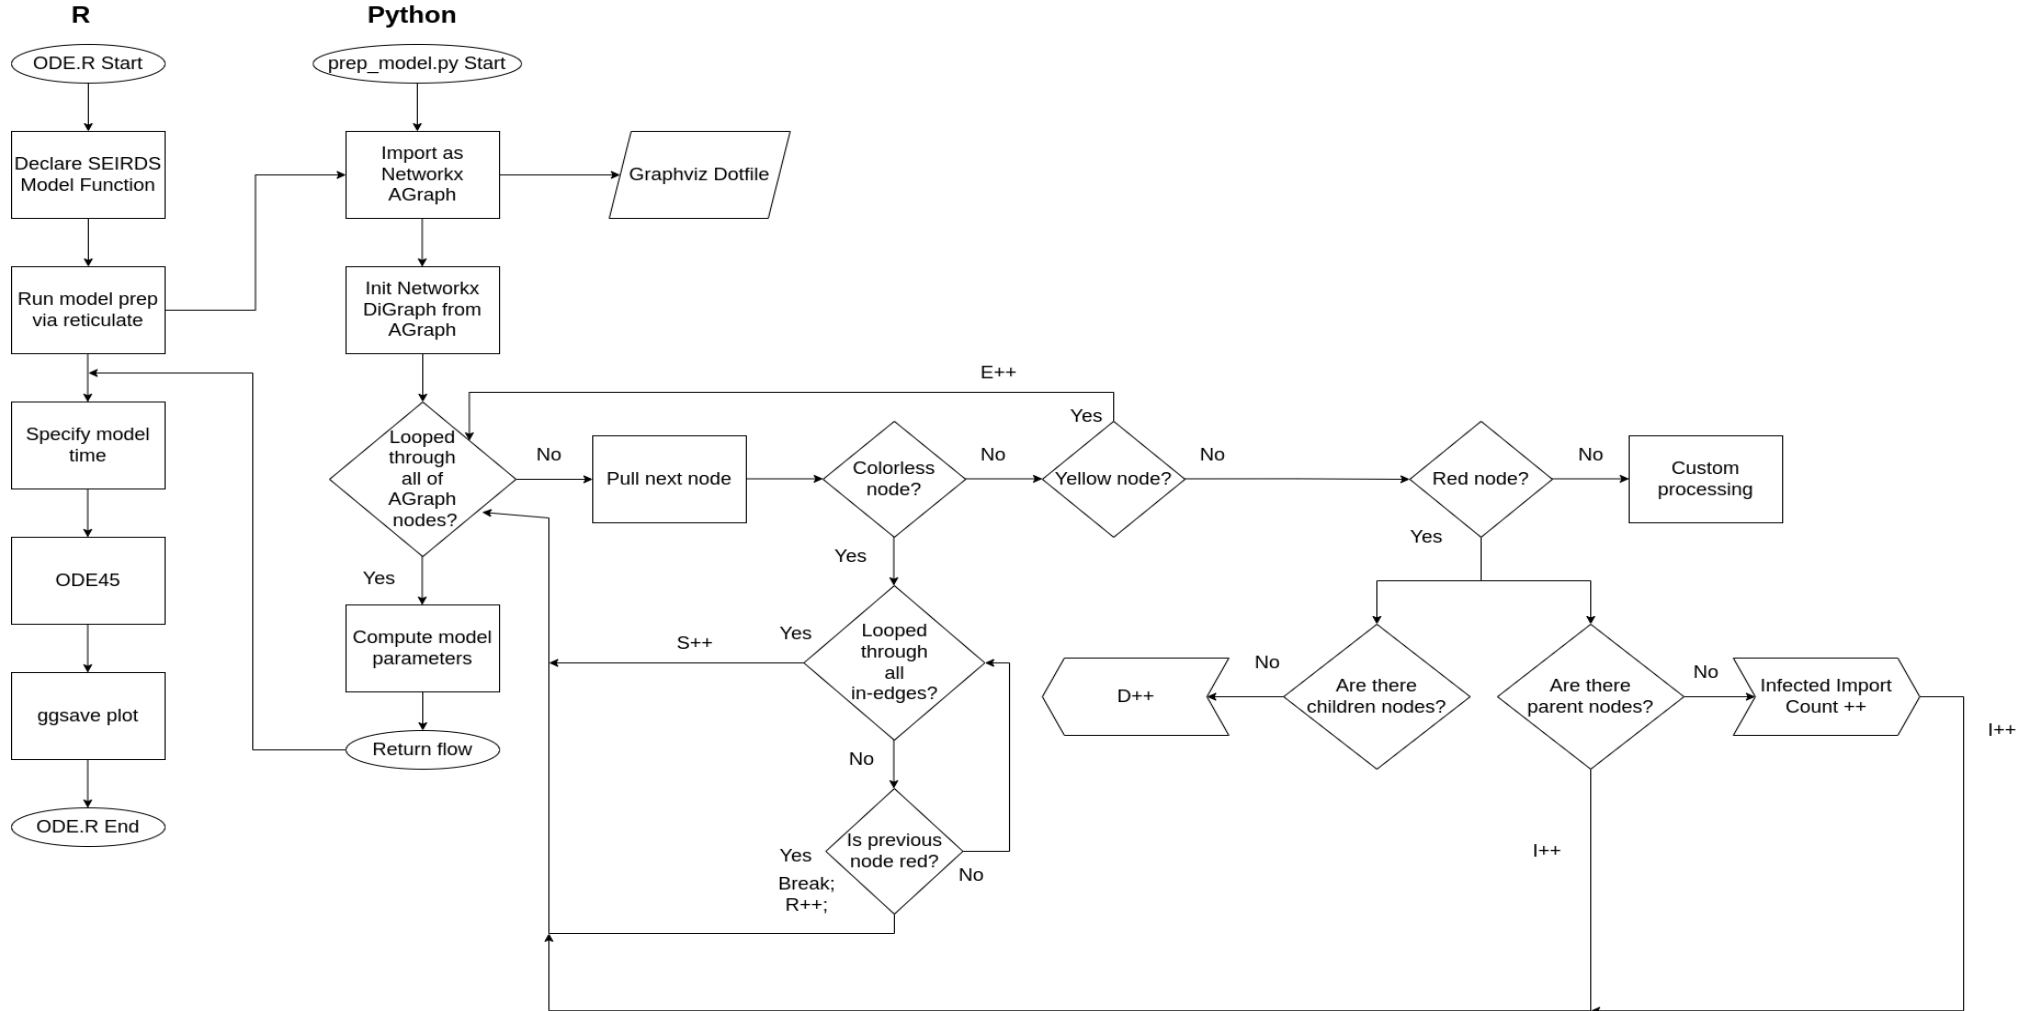 R
Python
ODE.R Start
prep_model.py Start
Declare SEIRDS
Model Function
Import as
Networkx
AGraph
Graphviz Dotfile
Run model prep
via reticulate
Init Networkx
DiGraph from
AGraph
E++
Yes
Specify model
time
Looped
through
all of
AGraph
nodes?
No
Pull next node
Colorless
node?
No
Yellow node?
No
Red node?
No
Custom
processing
Yes
Yes
Yes
ODE45
Compute model
parameters
S++
Yes
Looped
through
all
in-edges?
D++
No
Are there
children nodes?
Are there
parent nodes?
No
Infected Import
Count ++
I++
ggsave plot
Return flow
No
ODE.R End
Yes
Break;
R++;
Is previous
node red?
No
I++